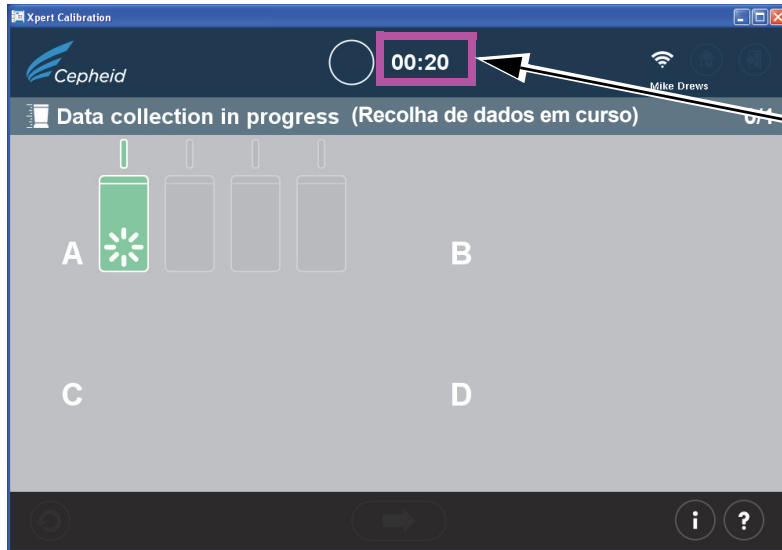 Xpert Calibration
Cepheid
00:20
Mike Drews
Data collection in progress (Recolha de dados em curso)
A
B
C
D
i
?